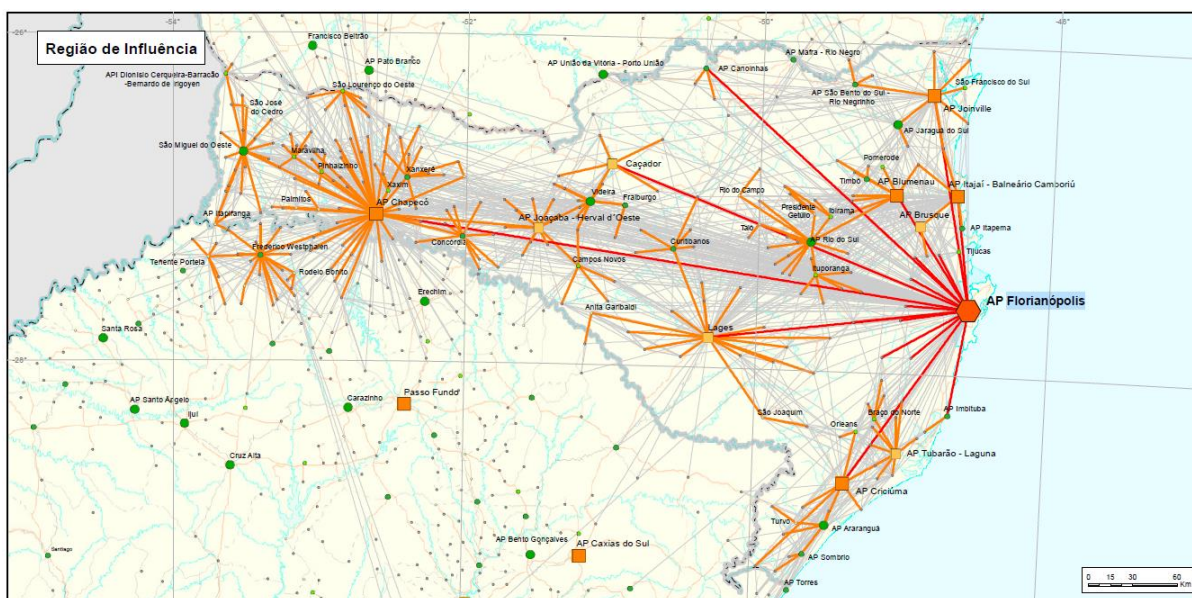 -54°
-52°
-50°
-48°
-26°
Região de Influência
Francisco Beltrão
AP Pato Branco
AP União da Vitoria - Porto União
AP Canoinhas
AP Mafra - Rio Negro
API Dionísio Cerqueira-Barracão
-Bernardo de Irigoyen
São Lourenço do Oeste
AP São Bento do Sul -
Rio Negrinho
São Francisco do Sul
AP Joinville
São José
do Cedro
AP Jaraguá do Sul
São Miguel do Oeste
Maravilha
Pinhalzinho
Xanxerê
Xaxim
Caçador
Pomerode
Timbó
AP Blumenau
AP Itajaí - Balneário Camboriú
Palmitos
AP Chapecó
Videira
Fraiburgo
Rio do Campo
Presidente
Getúlio
Ibirama
AP Brusque
AP Itapiranga
AP Joaçaba - Herval d'Oeste
Taió
AP Itapema
Concórdia
Curitibanos
AP Rio do Sul
Tijucas
Frederico Westphalen
Tenente Portela
Campos Novos
Ituporanga
Rodeio Bonito
Erechim
Anita Garibaldi
AP Florianópolis
Santa Rosa
Lages
-28°
-28°
AP Santo Ângelo
Ijuí
Carazinho
Passo Fundo
São Joaquim
Braço do Norte
AP Imbituba
Orleans
Cruz Alta
AP Tubarão - Laguna
AP Criciúma
Turvo
AP Araranguá
Santiago
AP Bento Gonçalves
AP Caxias do Sul
AP Sombrio
AP Torres
0 15 30 60
Km